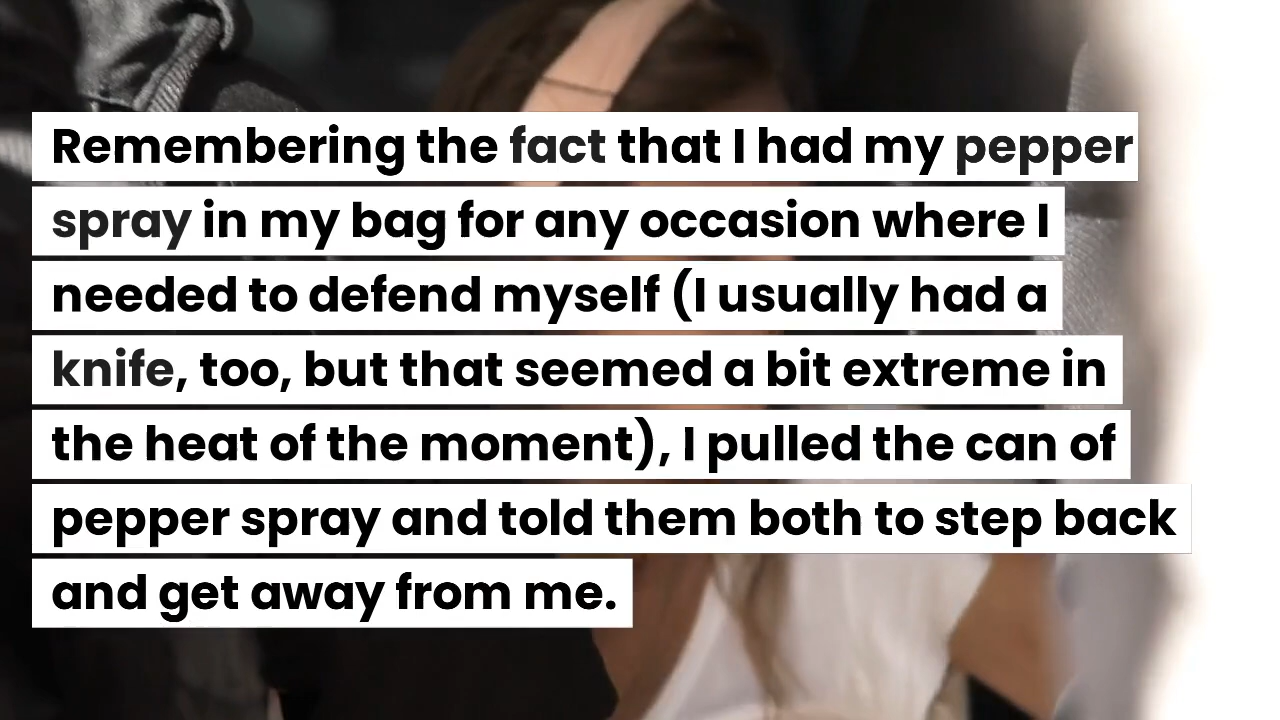 Remembering the fact that I had my pepper
spray in my bag for any occasion where I
needed to defend myself (I usually had a
knife, too, but that seemed a bit extreme in
the heat of the moment), I pulled the can of
pepper spray and told them both to step back
and get away from me.